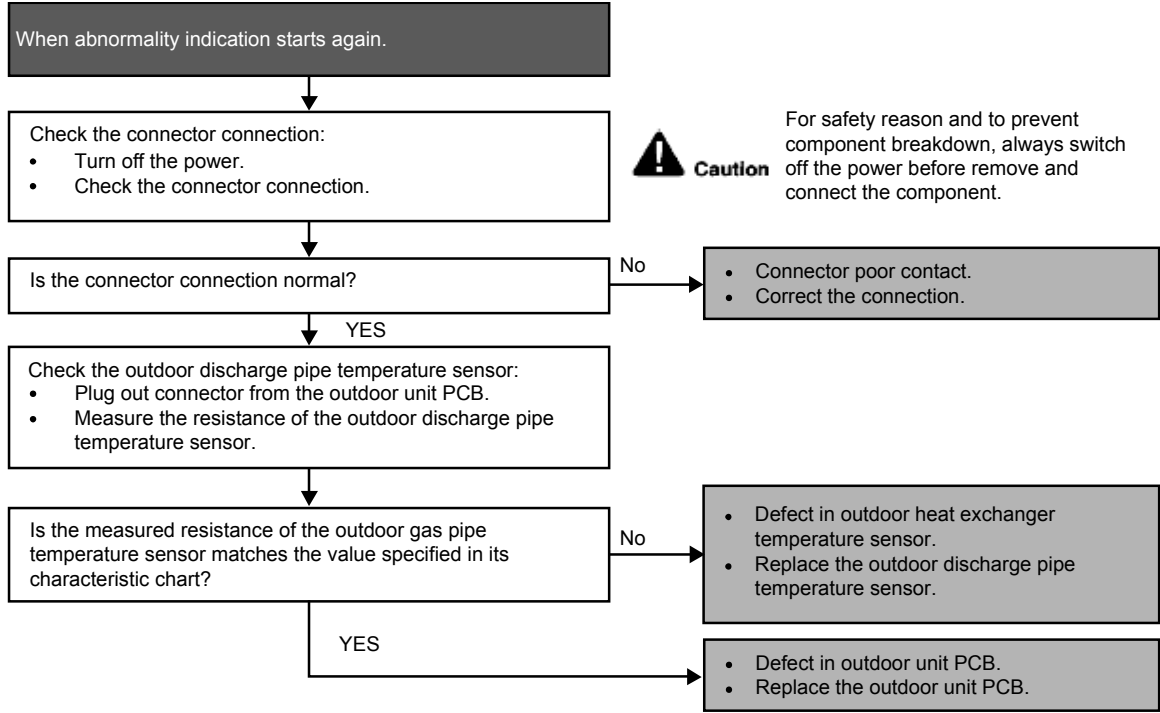 When abnormality indication starts again.
Check the connector connection:
• Turn off the power.
• Check the connector connection.
For safety reason and to prevent
component breakdown, always switch
off the power before remove and
connect the component.
Caution
Is the connector connection normal?
No
• Connector poor contact.
• Correct the connection.
YES
Check the outdoor discharge pipe temperature sensor:
• Plug out connector from the outdoor unit PCB.
• Measure the resistance of the outdoor discharge pipe
temperature sensor.
Is the measured resistance of the outdoor gas pipe
temperature sensor matches the value specified in its
characteristic chart?
No
• Defect in outdoor heat exchanger
temperature sensor.
• Replace the outdoor discharge pipe
temperature sensor.
YES
• Defect in outdoor unit PCB.
• Replace the outdoor unit PCB.